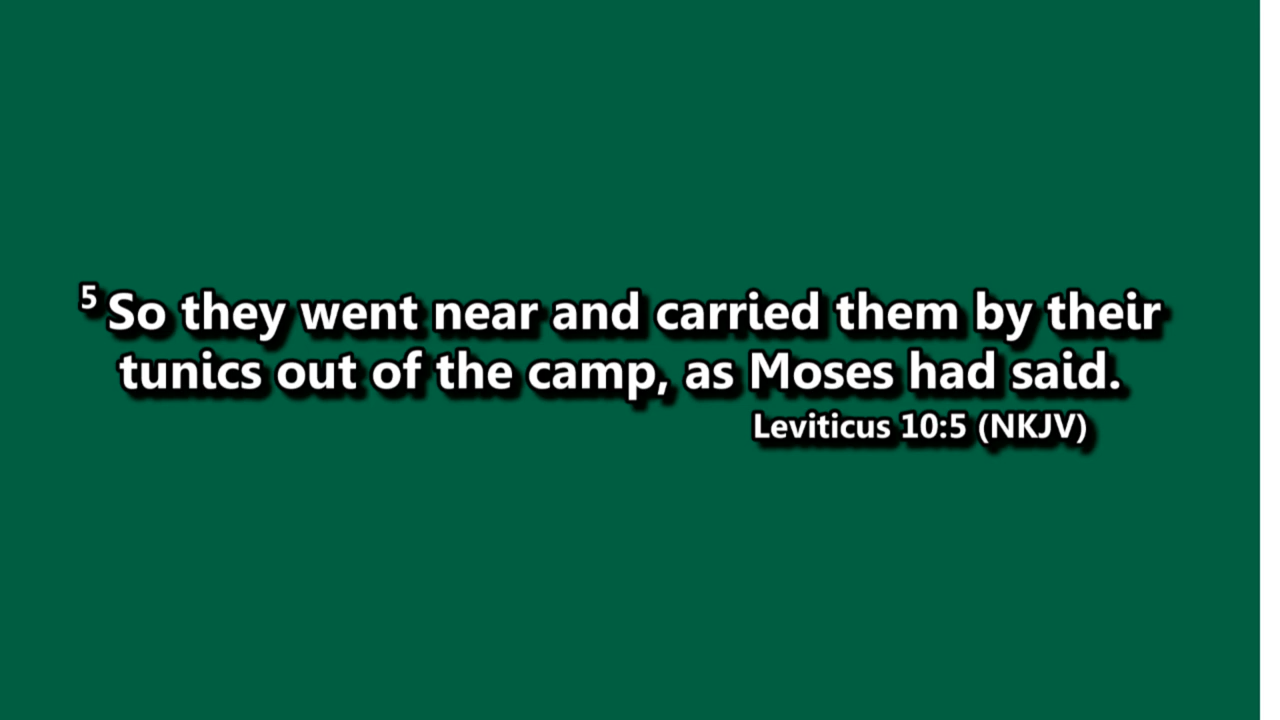 5 So they went near and carried them by their
tunics out of the camp, as Moses had said.
Leviticus 10:5 (NKJV)